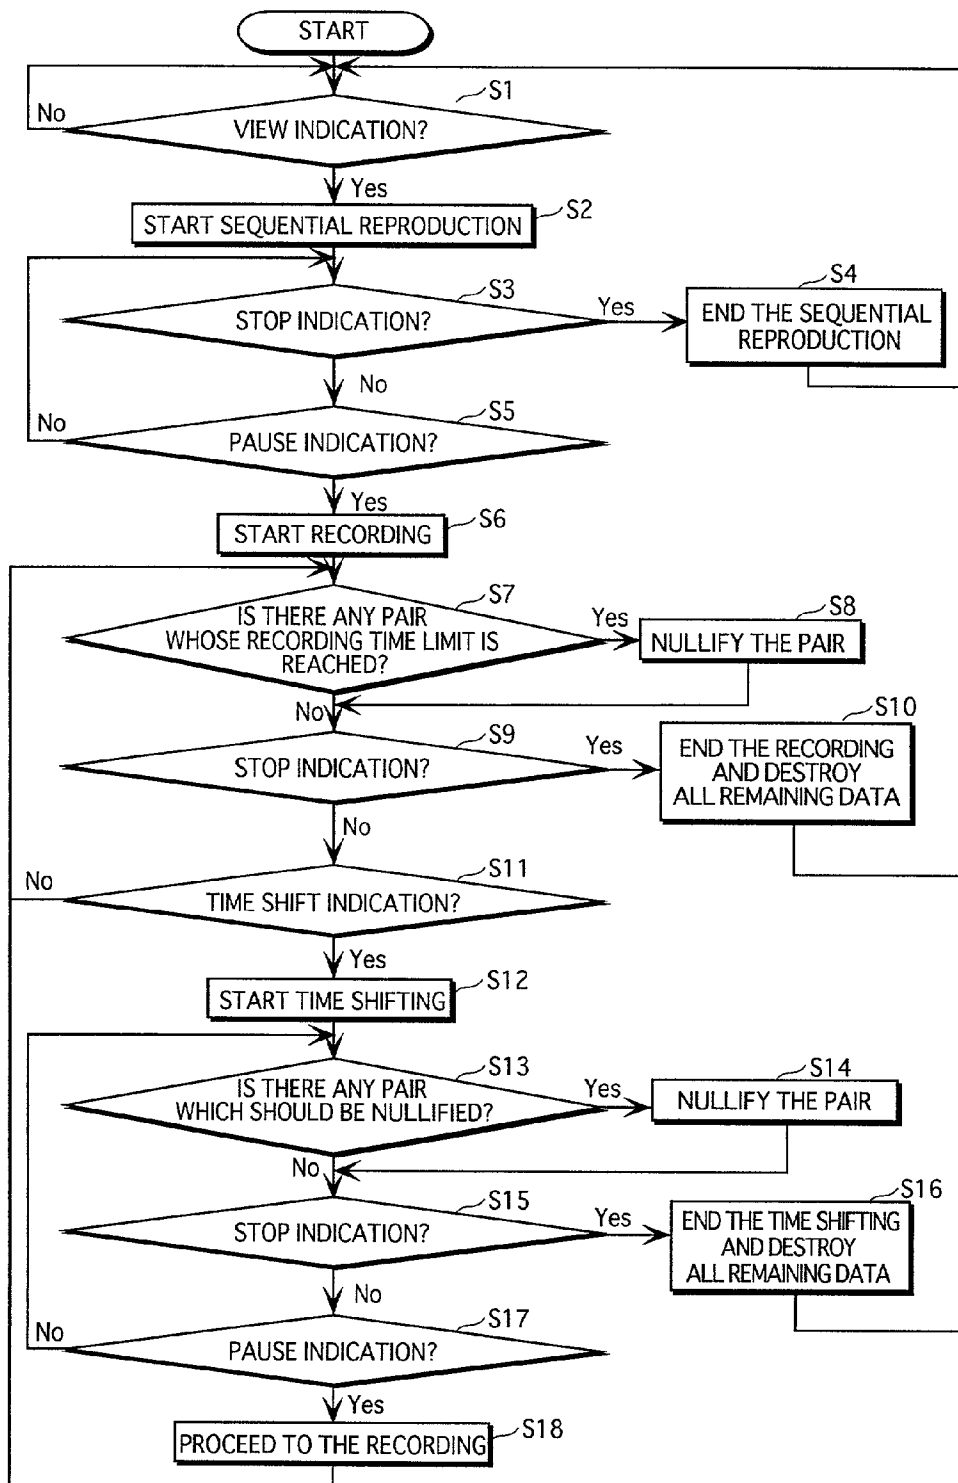 START
S1
No
VIEW INDICATION?
Yes
S2
START SEQUENTIAL REPRODUCTION
S3
S4
STOP INDICATION?
Yes
END THE SEQUENTIAL
REPRODUCTION
No
S5
No
PAUSE INDICATION?
Yes
S6
START RECORDING
S7
IS THERE ANY PAIR
WHOSE RECORDING TIME LIMIT IS
REACHED?
Yes
S8
NULLIFY THE PAIR
No
S9
S10
STOP INDICATION?
Yes
END THE RECORDING
AND DESTROY
ALL REMAINING DATA
No
S11
No
TIME SHIFT INDICATION?
Yes
S12
START TIME SHIFTING
S13
IS THERE ANY PAIR
WHICH SHOULD BE NULLIFIED?
Yes
S14
NULLIFY THE PAIR
No
S15
S16
STOP INDICATION?
Yes
END THE TIME SHIFTING
AND DESTROY
ALL REMAINING DATA
No
S17
No
PAUSE INDICATION?
Yes
S18
PROCEED TO THE RECORDING